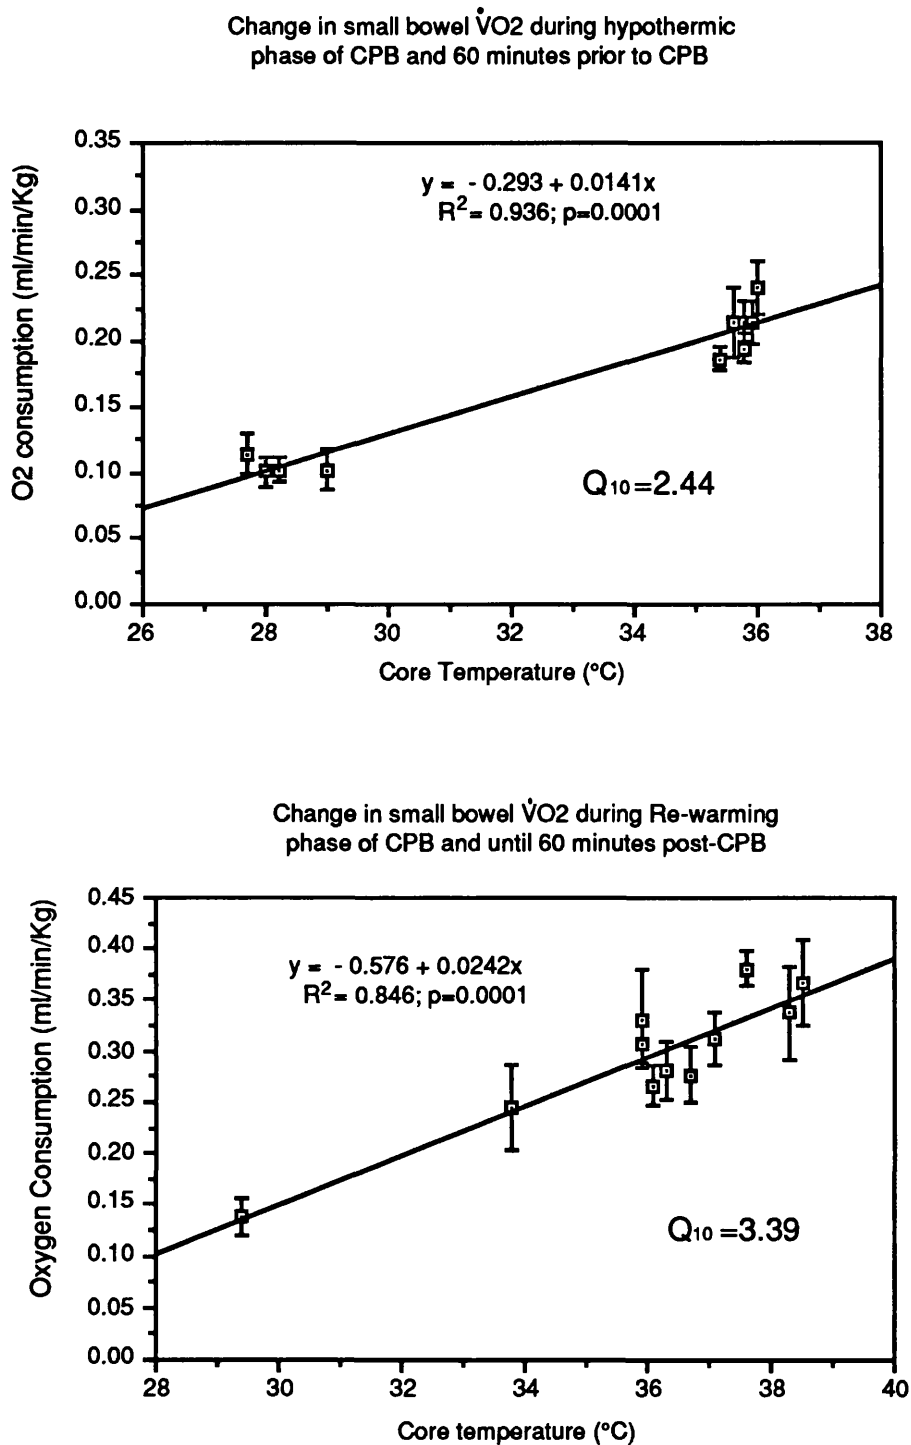 Change in small bowel V̇O2 during hypothermic
phase of CPB and 60 minutes prior to CPB
0.35
0.30
0.25
0.20
0.15
0.10
0.05
0.00
O2 consumption (ml/min/Kg)
y = - 0.293 + 0.0141x
R² = 0.936; p=0.0001
Q₁₀ =2.44
26 28 30 32 34 36 38
Core Temperature (°C)
Change in small bowel V̇O2 during Re-warming
phase of CPB and until 60 minutes post-CPB
0.45
0.40
0.35
0.30
0.25
0.20
0.15
0.10
0.05
0.00
Oxygen Consumption (ml/min/Kg)
y = - 0.576 + 0.0242x
R² = 0.846; p=0.0001
Q₁₀ =3.39
28 30 32 34 36 38 40
Core temperature (°C)